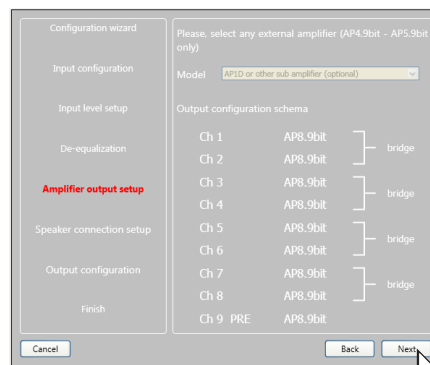 Configuration wizard
Input configuration
Input level setup
De-equalization
Amplifier output setup
Speaker connection setup
Output configuration
Finish
Please, select any external amplifier (AP4.9bit - AP5.9bit
only)
Model AP1D or other sub amplifier (optional)
Output configuration schema
Ch 1 AP8.9bit
bridge
Ch 2 AP8.9bit
Ch 3 AP8.9bit
bridge
Ch 4 AP8.9bit
Ch 5 AP8.9bit
bridge
Ch 6 AP8.9bit
Ch 7 AP8.9bit
bridge
Ch 8 AP8.9bit
Ch 9 PRE AP8.9bit
Cancel Back Next